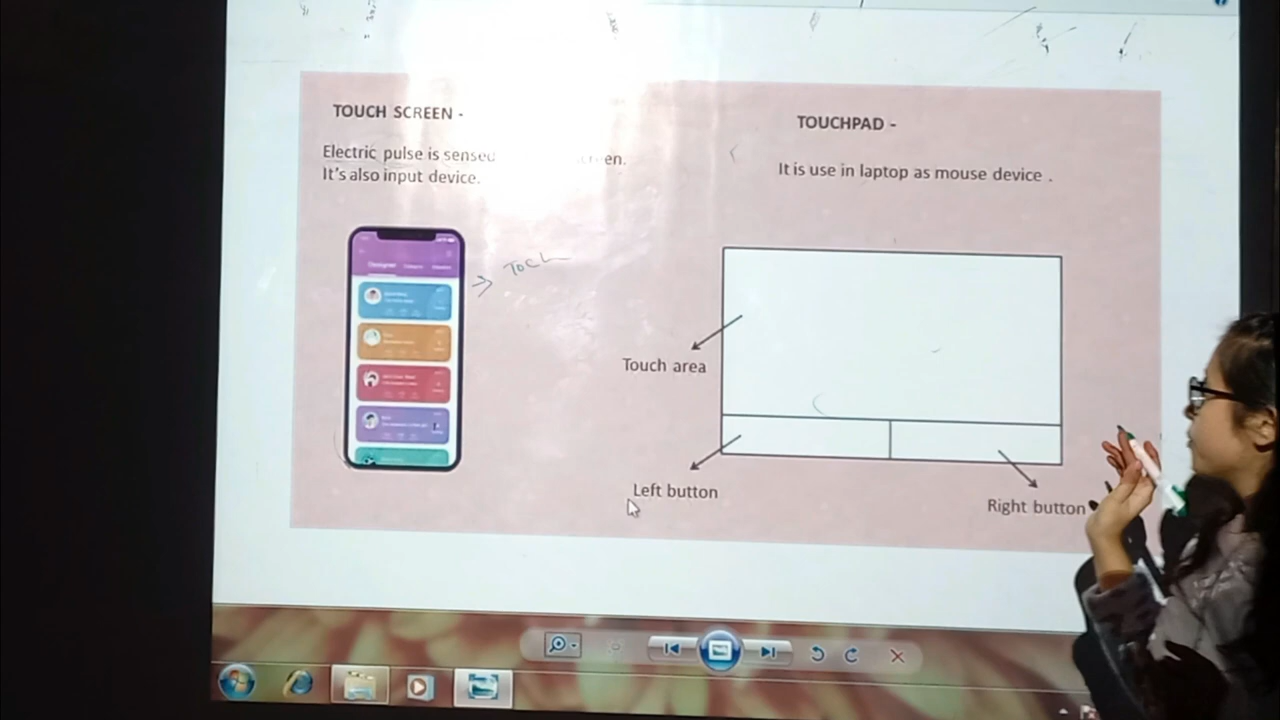 TOUCH SCREEN -
Electric pulse is sensed
It's also input device.
TOUCHPAD -
It is use in laptop as mouse device .
Touch area
Left button
Right button